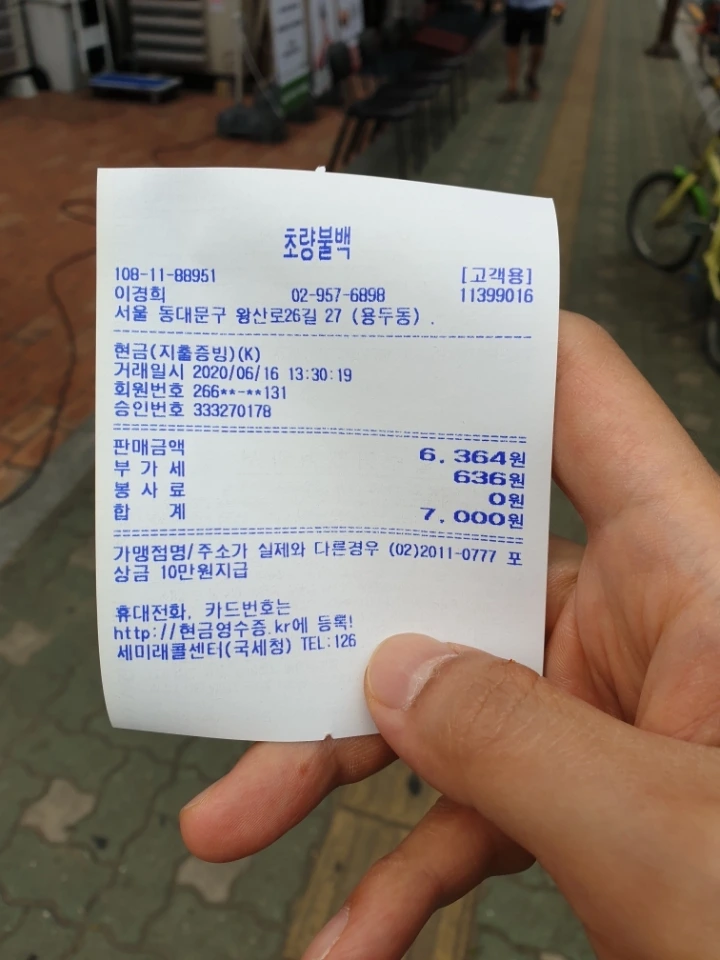 초량불백
108-11-88951 [고객용]
이경희 02-957-6898 11399016
서울 동대문구 왕산로26길 27 (용두동) .
현금(지출증빙)(K)
거래일시 2020/06/16 13:30:19
회원번호 266**-**131
승인번호 333270178
판매금액 6,364원
부 가 세 636원
봉 사 료 0원
합 계 7,000원
가맹점명/주소가 실제와 다른경우 (02)2011-0777 포
상금 10만원지급
휴대전화, 카드번호는
http://현금영수증.kr에 등록!
세미래콜센터(국세청) TEL:126